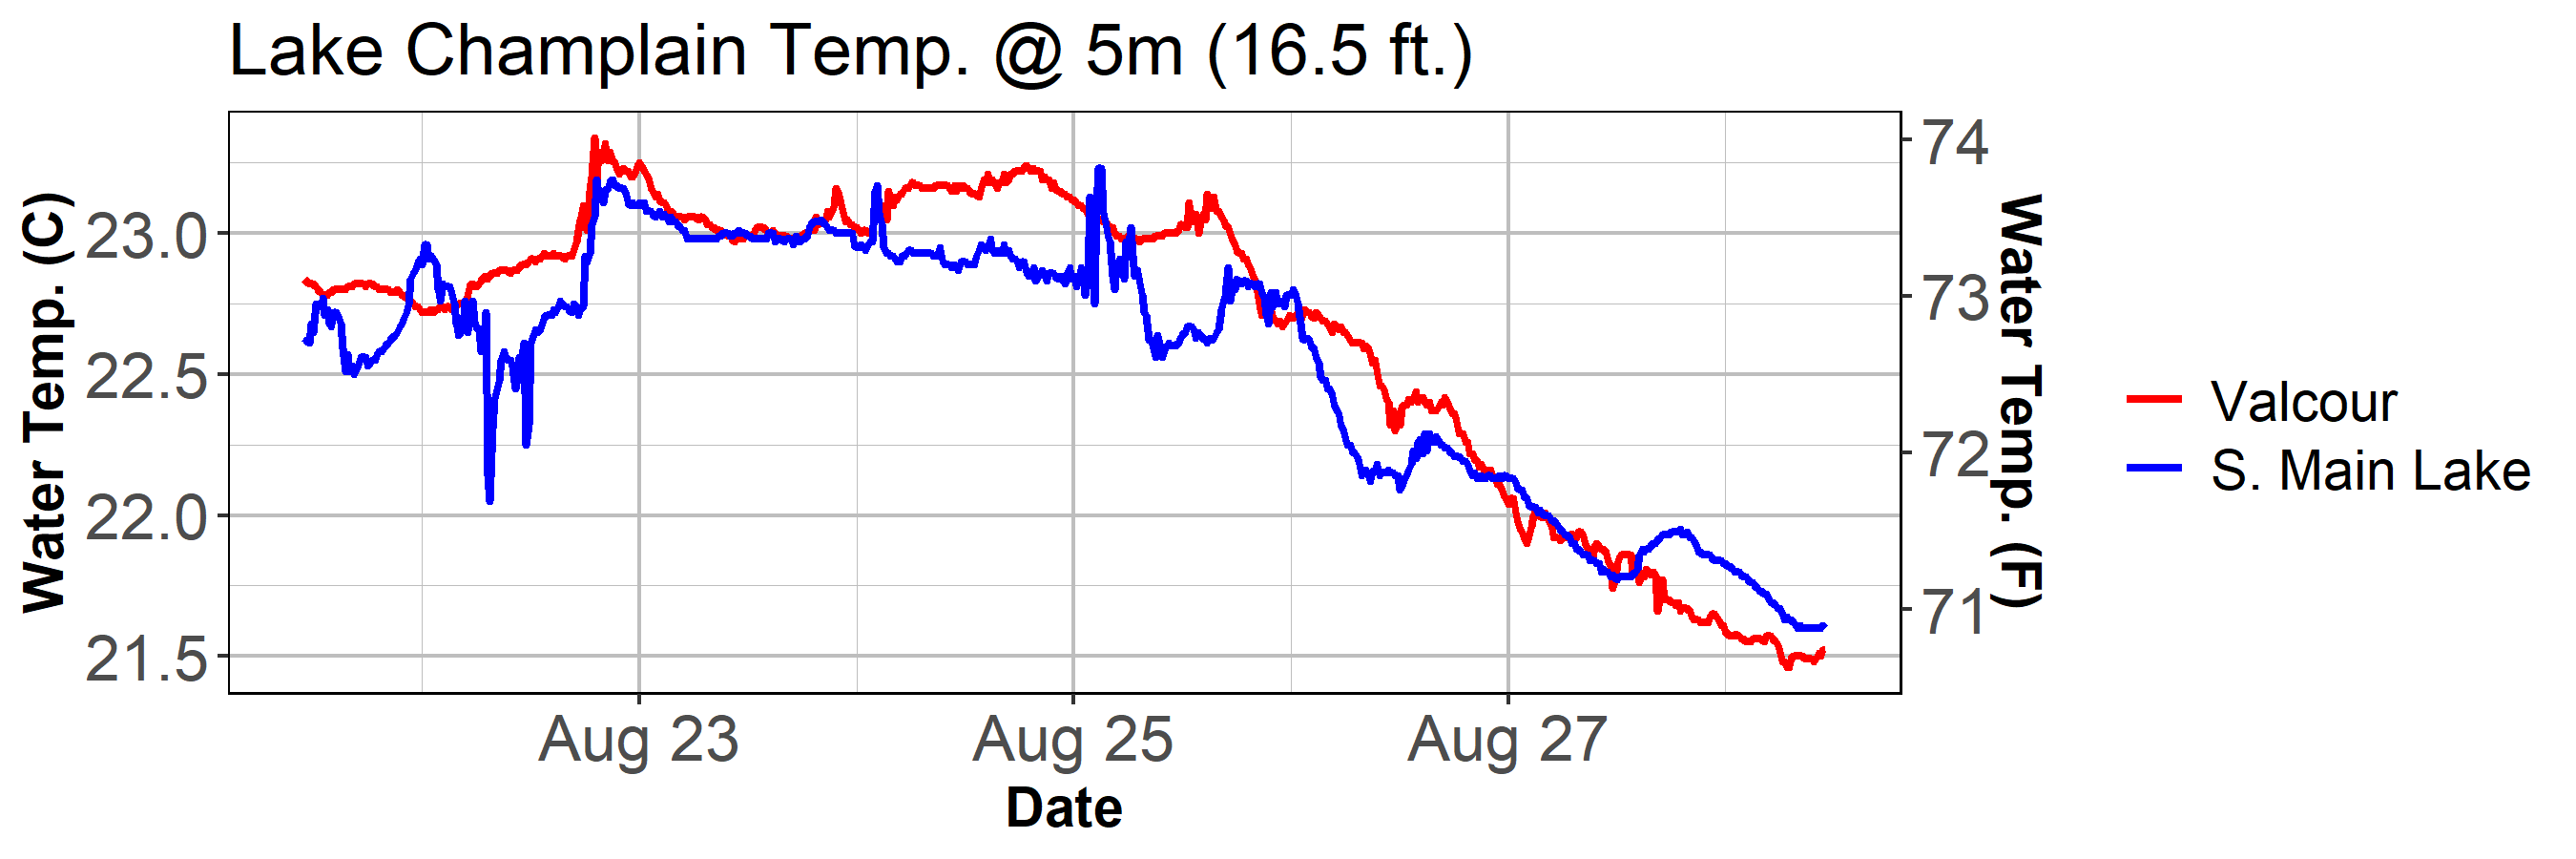 Lake Champlain Temp. @ 5m (16.5 ft.)
Water Temp. (C)
23.0
22.5
22.0
21.5
74
73
72
71
Water Temp. (F)
Aug 23
Aug 25
Aug 27
Date
Valcour
S. Main Lake